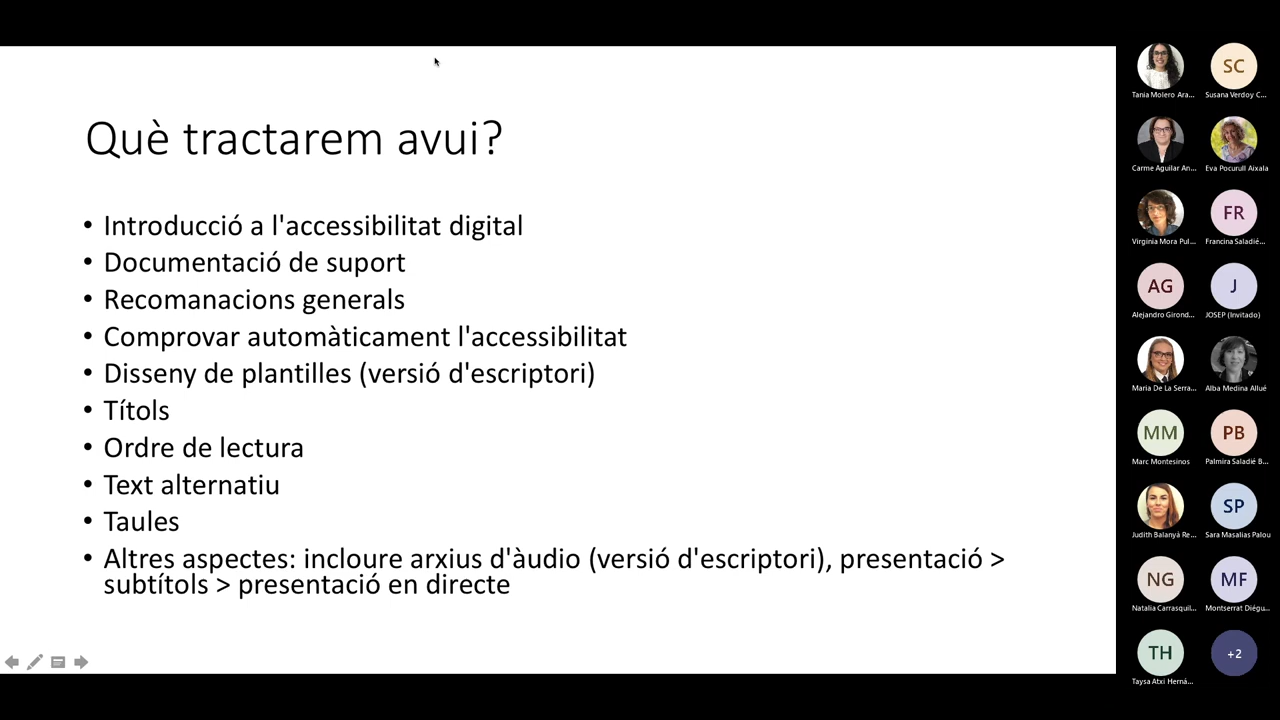 Què tractarem avui?
• Introducció a l'accessibilitat digital
• Documentació de suport
• Recomanacions generals
• Comprovar automàticament l'accessibilitat
• Disseny de plantilles (versió d'escriptori)
• Títols
• Ordre de lectura
• Text alternatiu
• Taules
• Altres aspectes: incloure arxius d'àudio (versió d'escriptori), presentació >
subtítols > presentació en directe
Tania Molero Ara...
SC
Susana Verdoy C...
Carme Aguilar An...
Eva Pocurull Aixala
Virginia Mora Pul...
FR
Francina Saladié...
AG
Alejandro Girond...
J
JOSEP (Invitado)
Maria De La Serra...
Alba Medina Allué
MM
Marc Montesinos
PB
Palmira Saladié B...
Judith Balanyà Re...
SP
Sara Masalias Palou
NG
Natalia Carrasquil...
MF
Montserrat Diégu...
TH
Taysa Atxi Herná...
+2